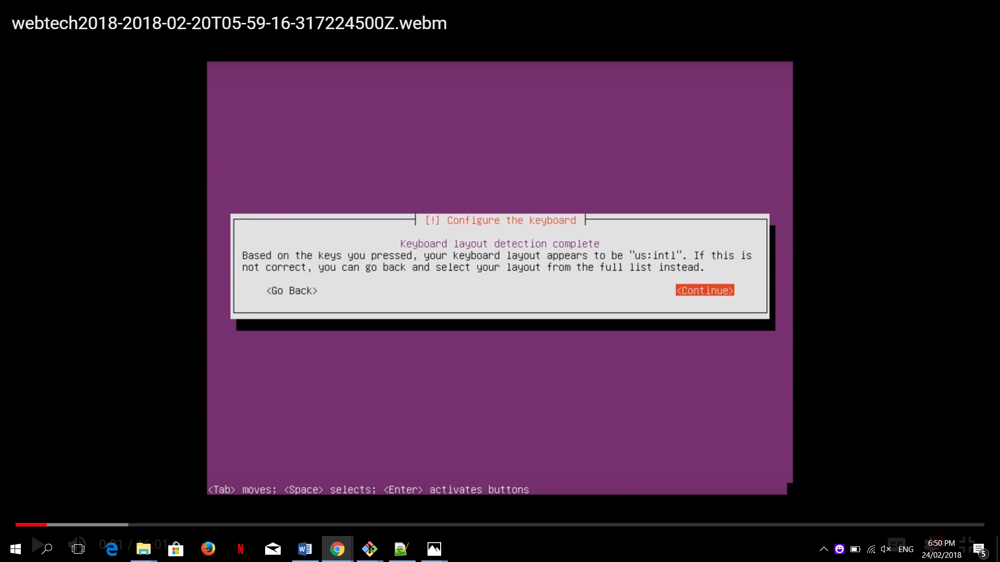 webtech2018-2018-02-20T05-59-16-317224500Z.webm
[!] Configure the keyboard
Keyboard layout detection complete
Based on the keys you pressed, your keyboard layout appears to be "us:intl". If this is
not correct, you can go back and select your layout from the full list instead.
<Go Back>
<Continue>
<Tab> moves; <Space> selects; <Enter> activates buttons
ENG
6:50 PM
24/02/2018
5